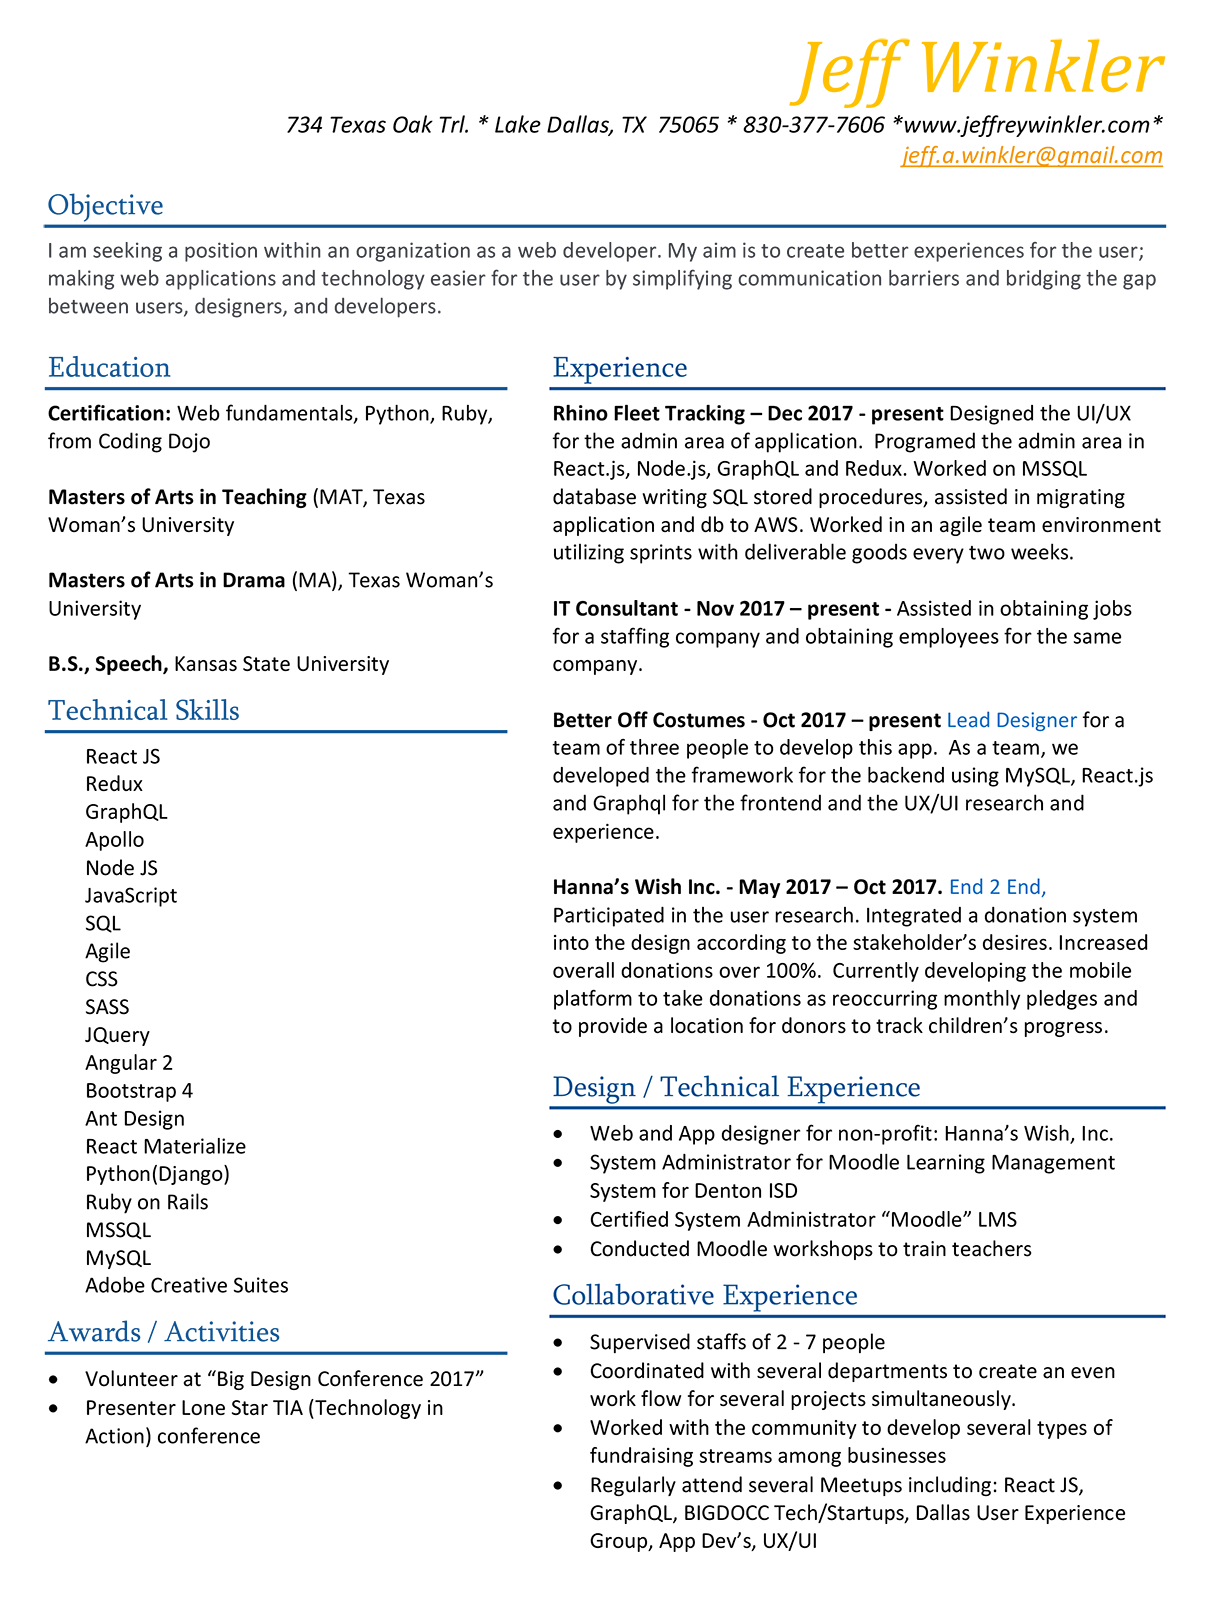 Jeff Winkler
734 Texas Oak Trl. * Lake Dallas, TX  75065 * 830-377-7606 *www.jeffreywinkler.com*
jeff.a.winkler@gmail.com
Objective
I am seeking a position within an organization as a web developer. My aim is to create better experiences for the user;
making web applications and technology easier for the user by simplifying communication barriers and bridging the gap
between users, designers, and developers.
Education
Certification: Web fundamentals, Python, Ruby,
from Coding Dojo
Masters of Arts in Teaching (MAT, Texas
Woman’s University
Masters of Arts in Drama (MA), Texas Woman’s
University
B.S., Speech, Kansas State University
Technical Skills
React JS
Redux
GraphQL
Apollo
Node JS
JavaScript
SQL
Agile
CSS
SASS
JQuery
Angular 2
Bootstrap 4
Ant Design
React Materialize
Python(Django)
Ruby on Rails
MSSQL
MySQL
Adobe Creative Suites
Awards / Activities
• Volunteer at “Big Design Conference 2017”
• Presenter Lone Star TIA (Technology in
Action) conference
Experience
Rhino Fleet Tracking – Dec 2017 - present Designed the UI/UX
for the admin area of application.  Programed the admin area in
React.js, Node.js, GraphQL and Redux. Worked on MSSQL
database writing SQL stored procedures, assisted in migrating
application and db to AWS. Worked in an agile team environment
utilizing sprints with deliverable goods every two weeks.
IT Consultant - Nov 2017 – present - Assisted in obtaining jobs
for a staffing company and obtaining employees for the same
company.
Better Off Costumes - Oct 2017 – present Lead Designer for a
team of three people to develop this app.  As a team, we
developed the framework for the backend using MySQL, React.js
and Graphql for the frontend and the UX/UI research and
experience.
Hanna’s Wish Inc. - May 2017 – Oct 2017. End 2 End,
Participated in the user research. Integrated a donation system
into the design according to the stakeholder’s desires. Increased
overall donations over 100%.  Currently developing the mobile
platform to take donations as reoccurring monthly pledges and
to provide a location for donors to track children’s progress.
Design / Technical Experience
• Web and App designer for non-profit: Hanna’s Wish, Inc.
• System Administrator for Moodle Learning Management
System for Denton ISD
• Certified System Administrator “Moodle” LMS
• Conducted Moodle workshops to train teachers
Collaborative Experience
• Supervised staffs of 2 - 7 people
• Coordinated with several departments to create an even
work flow for several projects simultaneously.
• Worked with the community to develop several types of
fundraising streams among businesses
• Regularly attend several Meetups including: React JS,
GraphQL, BIGDOCC Tech/Startups, Dallas User Experience
Group, App Dev’s, UX/UI